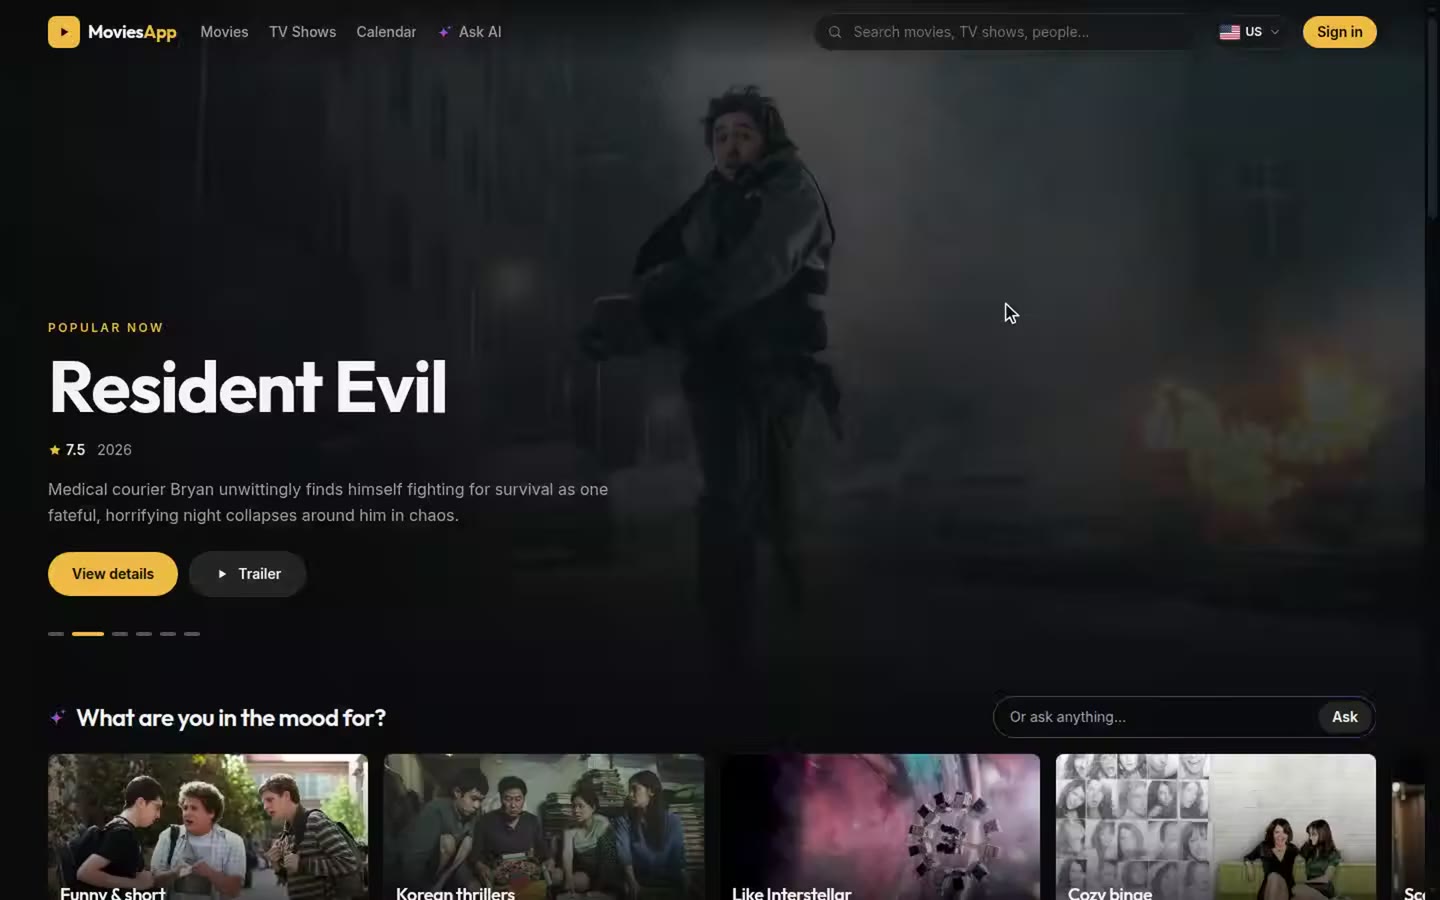 MoviesApp
Movies
TV Shows
Calendar
Ask AI
Search movies, TV shows, people...
US
Sign in
POPULAR NOW
Resident Evil
7.5 2026
Medical courier Bryan unwittingly finds himself fighting for survival as one
fateful, horrifying night collapses around him in chaos.
View details
Trailer
What are you in the mood for?
Or ask anything...
Ask
Funny & short
Korean thrillers
Like Interstellar
Cozy binge